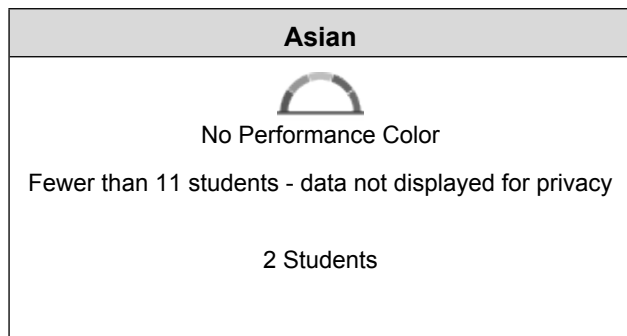 Asian
No Performance Color
Fewer than 11 students - data not displayed for privacy
2 Students